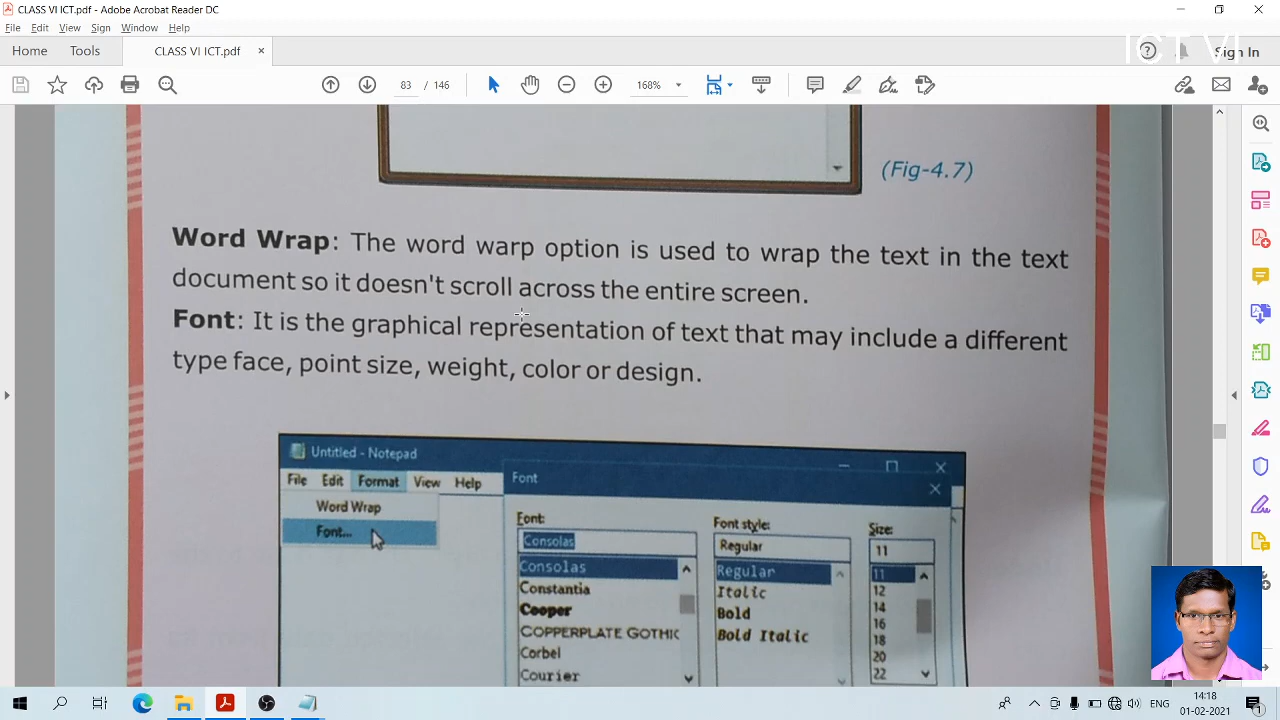 CLASS VI ICT.pdf - Adobe Acrobat Reader DC
File Edit View Sign Window Help
Home Tools CLASS VI ICT.pdf × ICT VI Sign In
83 / 146 168%
(Fig-4.7)
Word Wrap: The word warp option is used to wrap the text in the text
document so it doesn't scroll across the entire screen.
Font: It is the graphical representation of text that may include a different
type face, point size, weight, color or design.
Untitled - Notepad
File Edit Format View Help
Word Wrap
Font...
Font
Font: Font style: Size:
Consolas Regular 11
Consolas Regular 11
Constantia Italic 12
Cooper Bold 14
COPPERPLATE GOTHIC Bold Italic 16
Corbel 18
Courier 20
22
ENG 14:18
01-02-2021